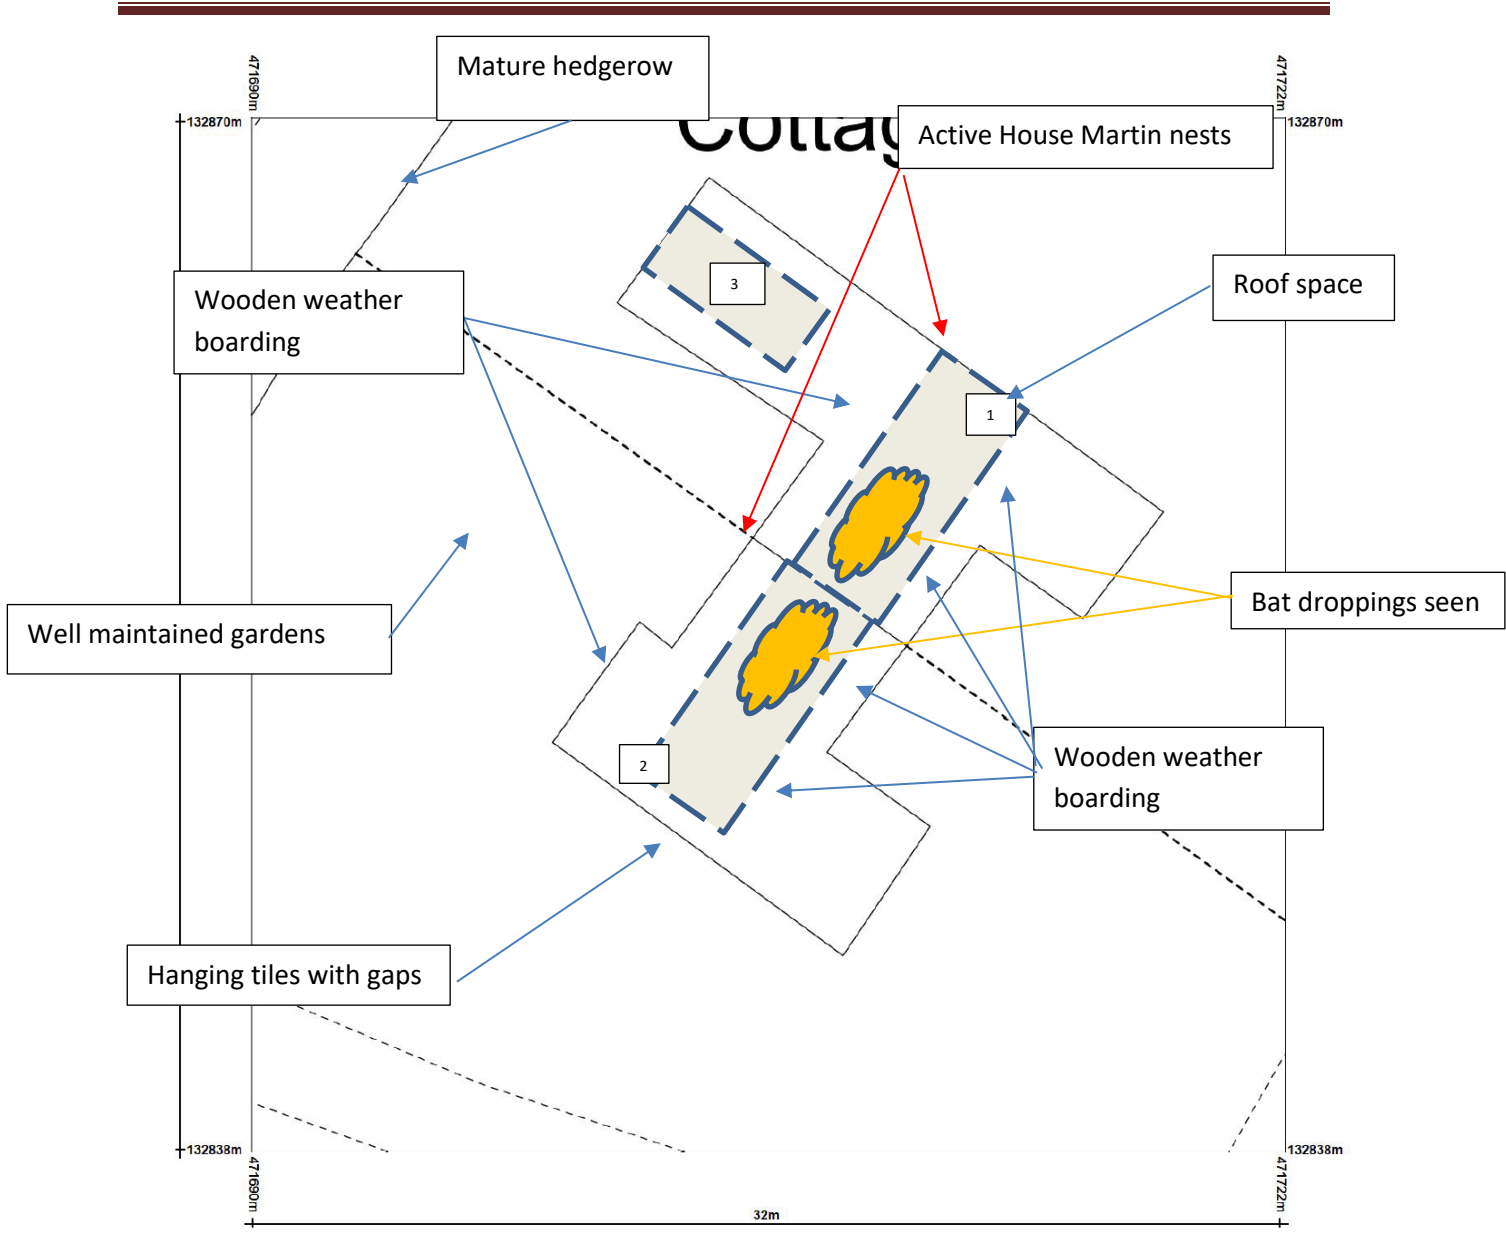 Mature hedgerow
471690m
471722m
132870m
Cottag
132870m
Active House Martin nests
Roof space
3
Wooden weather
boarding
1
Bat droppings seen
Well maintained gardens
2
Wooden weather
boarding
Hanging tiles with gaps
132838m
132838m
471690m
471722m
32m